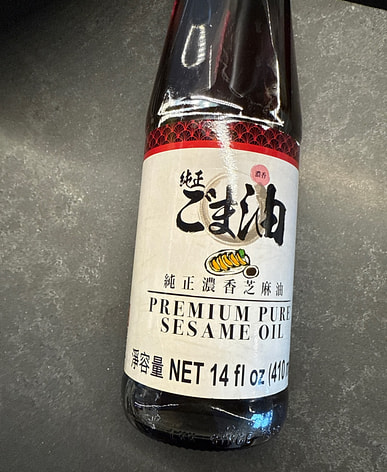 濃香
純正
ごま油
純正濃香芝麻油
PREMIUM PURE
SESAME OIL
淨容量 NET 14 fl oz (410